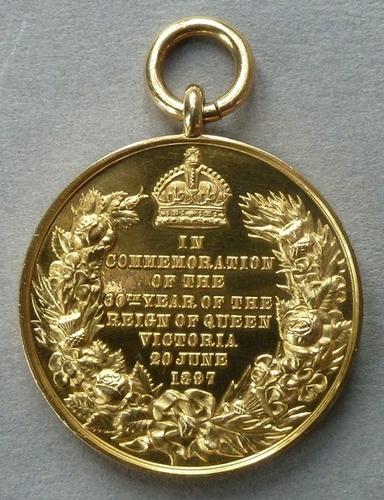 IN
COMMEMORATION
OF THE
60TH YEAR OF THE
REIGN OF QUEEN
VICTORIA
20 JUNE
1897